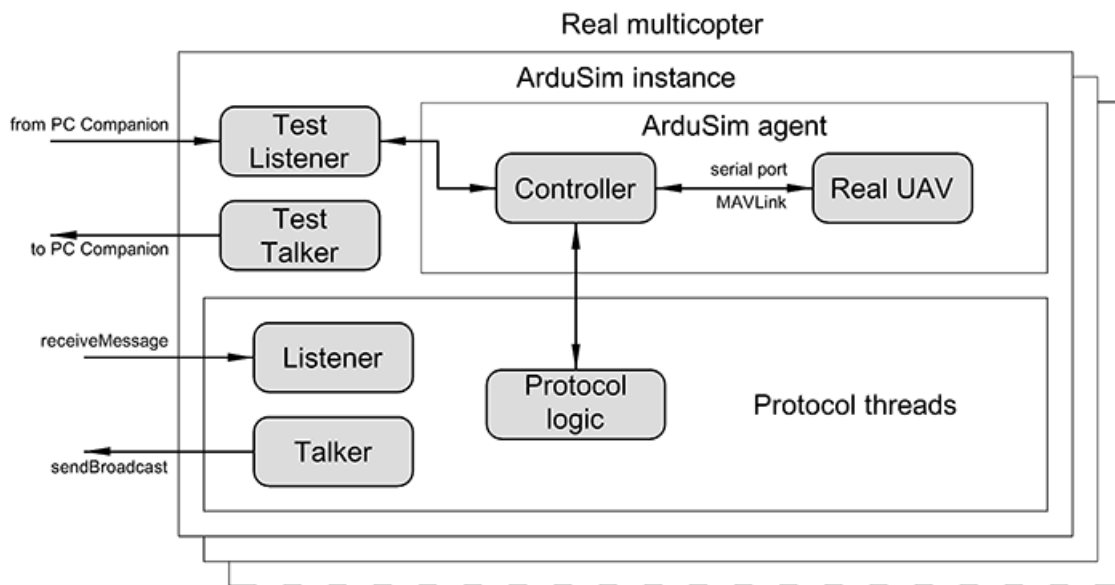 Real multicopter
ArduSim instance
from PC Companion
Test
Listener
ArduSim agent
Controller
serial port
MAVLink
Real UAV
to PC Companion
Test
Talker
receiveMessage
Listener
Protocol
logic
Protocol threads
sendBroadcast
Talker